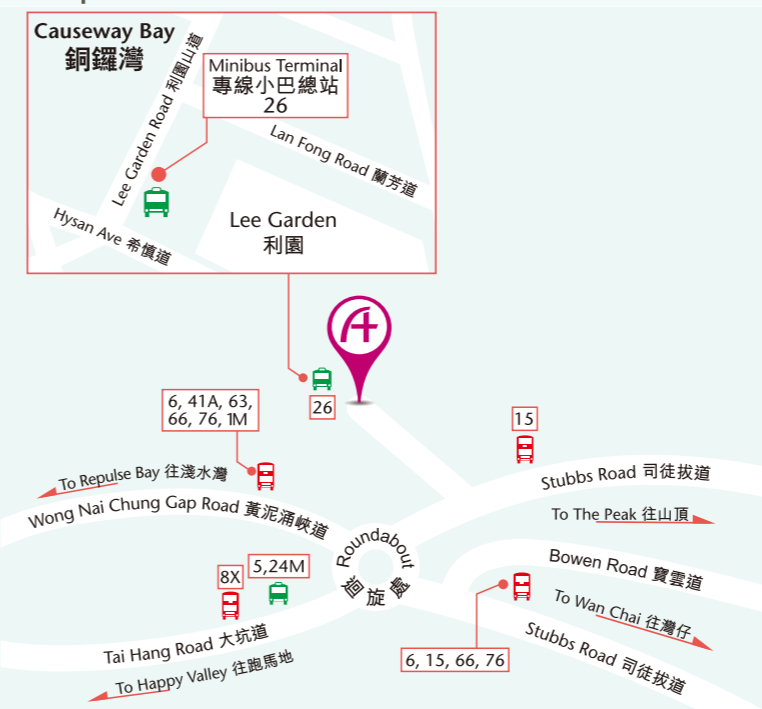 Causeway Bay
銅鑼灣
Lee Garden Road 利園山道
Minibus Terminal
專線小巴總站
26
Lan Fong Road 蘭芳道
Hysan Ave 希慎道
Lee Garden
利園
26
6, 41A, 63,
66, 76, 1M
15
To Repulse Bay 往淺水灣
Wong Nai Chung Gap Road 黃泥涌峽道
Stubbs Road 司徒拔道
To The Peak 往山頂
Roundabout
迴旋處
Bowen Road 寶雲道
8X
5,24M
To Wan Chai 往灣仔
Stubbs Road 司徒拔道
6, 15, 66, 76
Tai Hang Road 大坑道
To Happy Valley 往跑馬地